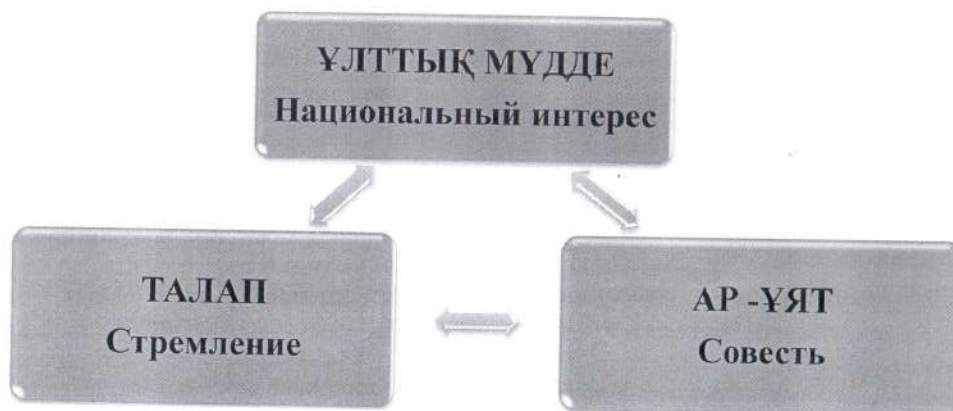 ҰЛТТЫҚ МҮДДЕ
Национальный интерес
ТАЛАП
Стремление
АР -ҰЯТ
Совесть